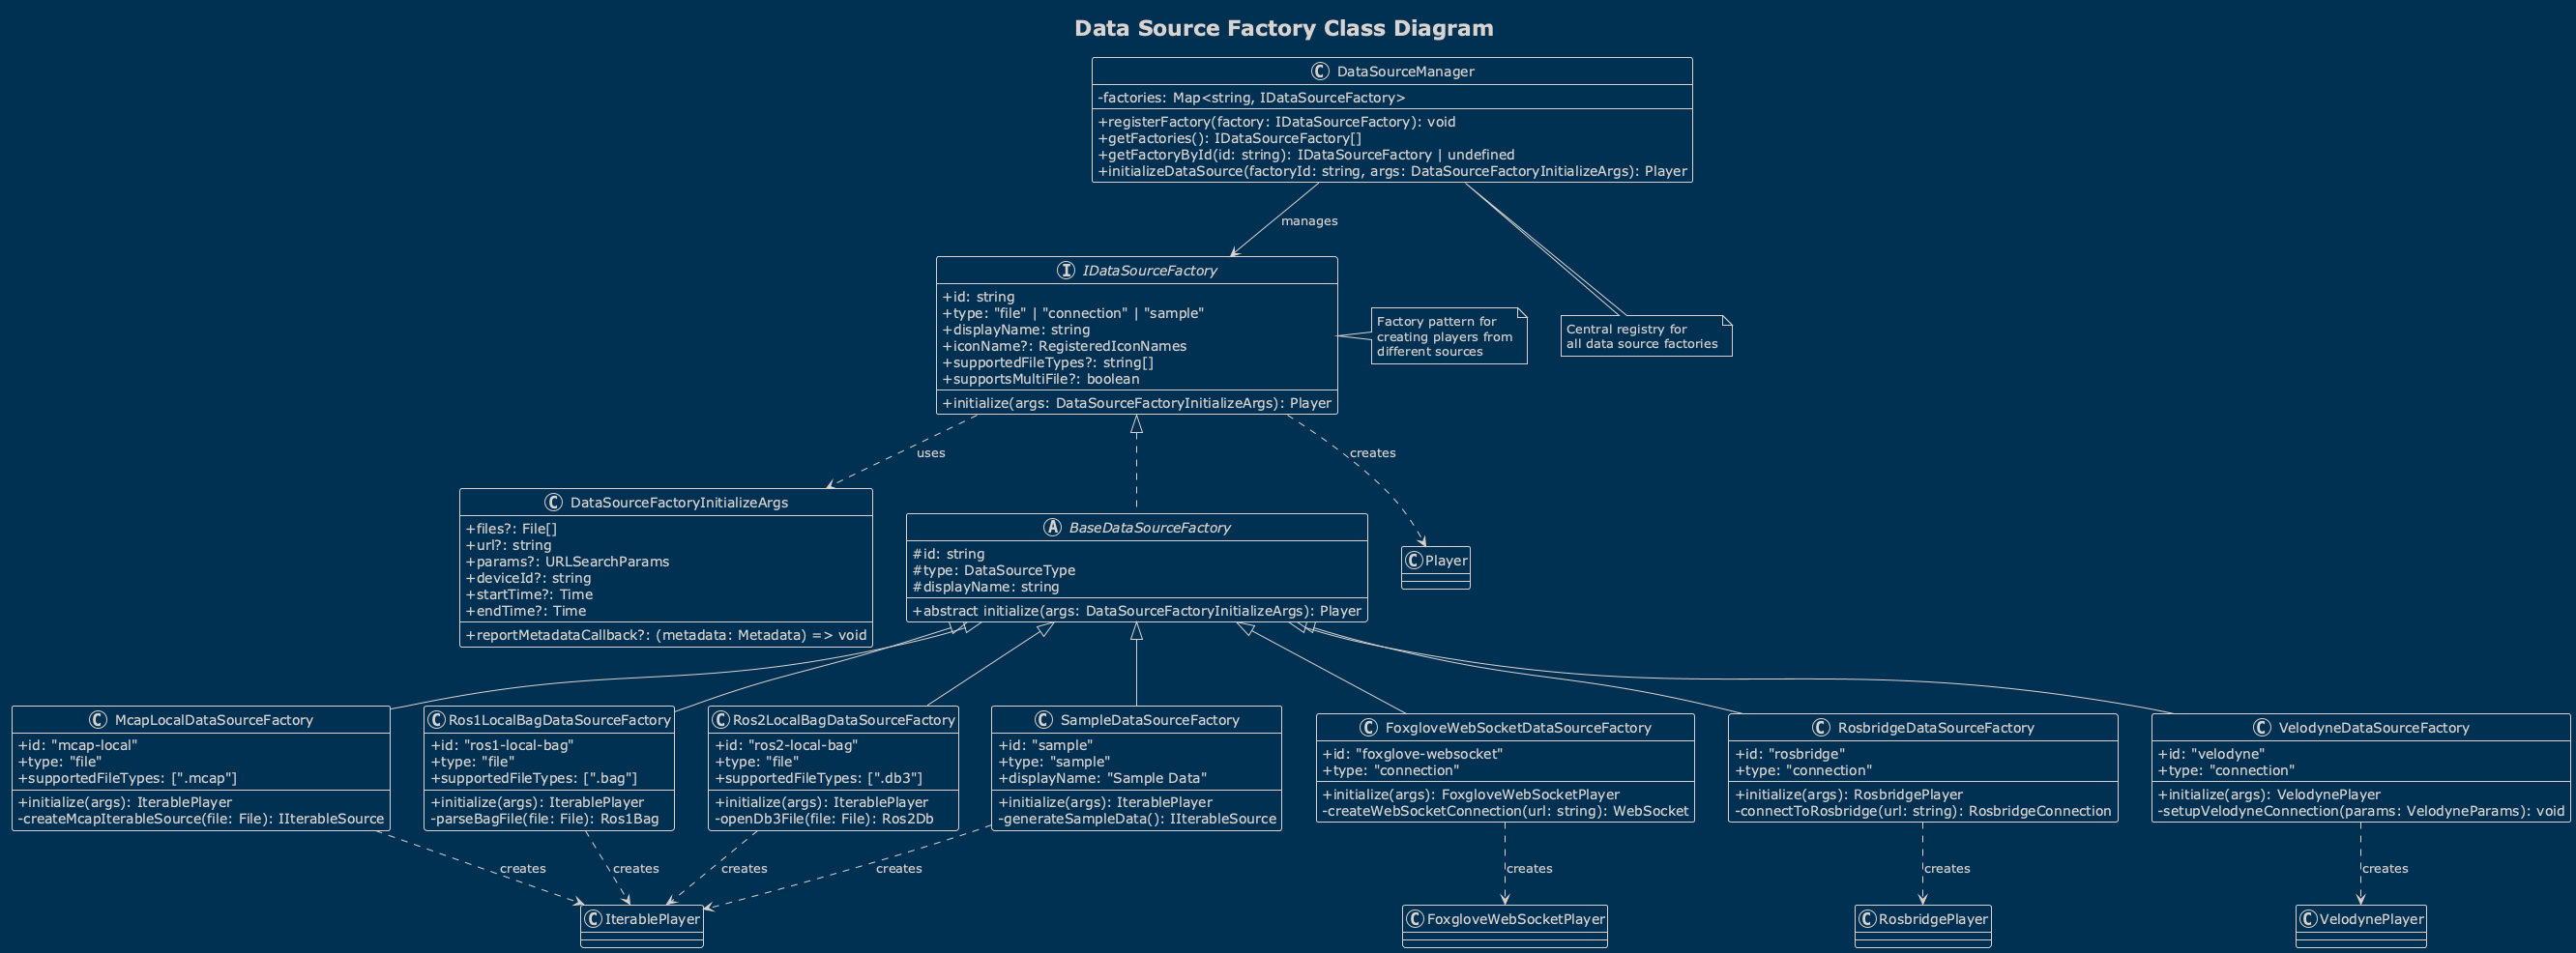 Data Source Factory Class Diagram
C DataSourceManager
-factories: Map<string, IDataSourceFactory>
+registerFactory(factory: IDataSourceFactory): void
+getFactories(): IDataSourceFactory[]
+getFactoryById(id: string): IDataSourceFactory | undefined
+initializeDataSource(factoryId: string, args: DataSourceFactoryInitializeArgs): Player
manages
I IDataSourceFactory
+id: string
+type: "file" | "connection" | "sample"
+displayName: string
+iconName?: RegisteredIconNames
+supportedFileTypes?: string[]
+supportsMultiFile?: boolean
+initialize(args: DataSourceFactoryInitializeArgs): Player
Factory pattern for
creating players from
different sources
Central registry for
all data source factories
uses
creates
C DataSourceFactoryInitializeArgs
+files?: File[]
+url?: string
+params?: URLSearchParams
+deviceId?: string
+startTime?: Time
+endTime?: Time
+reportMetadataCallback?: (metadata: Metadata) => void
A BaseDataSourceFactory
#id: string
#type: DataSourceType
#displayName: string
+abstract initialize(args: DataSourceFactoryInitializeArgs): Player
C Player
C McapLocalDataSourceFactory
+id: "mcap-local"
+type: "file"
+supportedFileTypes: [".mcap"]
+initialize(args): IterablePlayer
-createMcapIterableSource(file: File): IIterableSource
C Ros1LocalBagDataSourceFactory
+id: "ros1-local-bag"
+type: "file"
+supportedFileTypes: [".bag"]
+initialize(args): IterablePlayer
-parseBagFile(file: File): Ros1Bag
C Ros2LocalBagDataSourceFactory
+id: "ros2-local-bag"
+type: "file"
+supportedFileTypes: [".db3"]
+initialize(args): IterablePlayer
-openDb3File(file: File): Ros2Db
C SampleDataSourceFactory
+id: "sample"
+type: "sample"
+displayName: "Sample Data"
+initialize(args): IterablePlayer
-generateSampleData(): IIterableSource
C FoxgloveWebSocketDataSourceFactory
+id: "foxglove-websocket"
+type: "connection"
+initialize(args): FoxgloveWebSocketPlayer
-createWebSocketConnection(url: string): WebSocket
C RosbridgeDataSourceFactory
+id: "rosbridge"
+type: "connection"
+initialize(args): RosbridgePlayer
-connectToRosbridge(url: string): RosbridgeConnection
C VelodyneDataSourceFactory
+id: "velodyne"
+type: "connection"
+initialize(args): VelodynePlayer
-setupVelodyneConnection(params: VelodyneParams): void
creates
creates
creates
creates
creates
creates
creates
C IterablePlayer
C FoxgloveWebSocketPlayer
C RosbridgePlayer
C VelodynePlayer